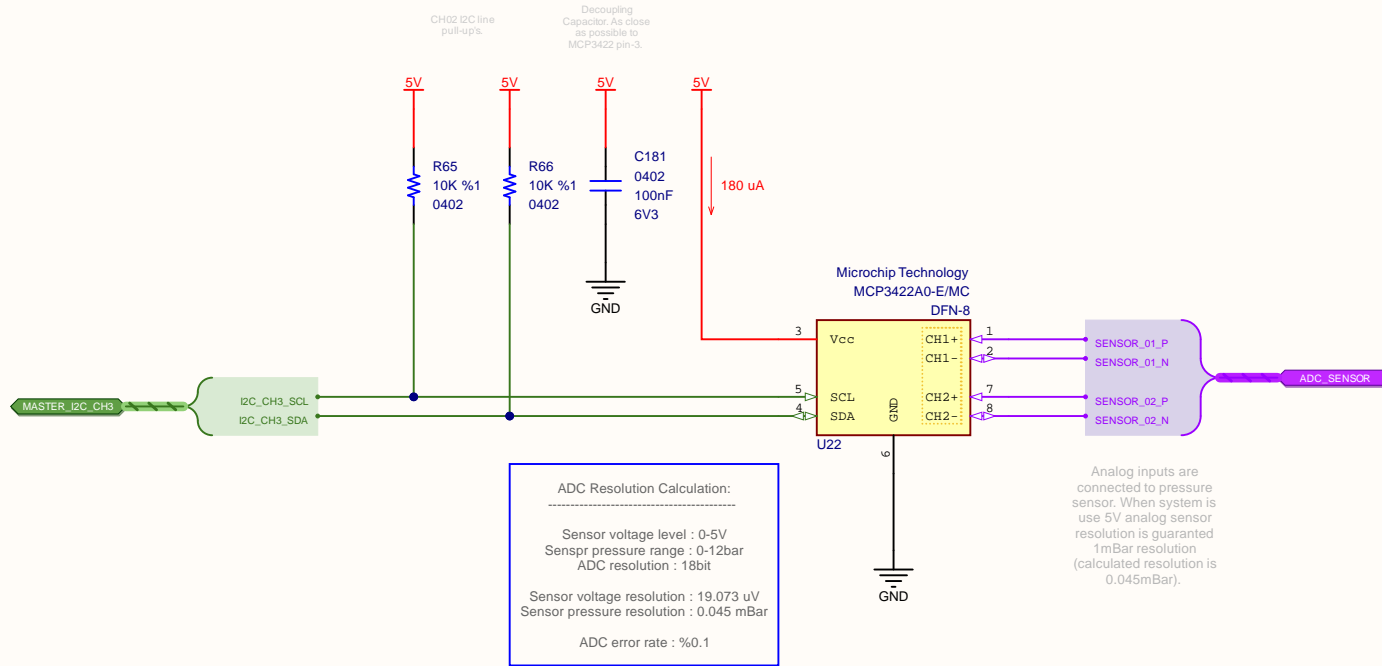 CH02 I2C line
pull-up's.
Decoupling
Capacitor. As close
as possible to
MCP3422 pin-3.
5V
5V
5V
5V
R65
10K %1
0402
R66
10K %1
0402
C181
0402
100nF
6V3
180 uA
GND
Microchip Technology
MCP3422A0-E/MC
DFN-8
3
Vcc
CH1+
1
CH1-
2
5
SCL
CH2+
7
4
SDA
CH2-
8
GND
6
U22
MASTER_I2C_CH3
I2C_CH3_SCL
I2C_CH3_SDA
SENSOR_01_P
SENSOR_01_N
SENSOR_02_P
SENSOR_02_N
ADC_SENSOR
ADC Resolution Calculation:
------------------------------------------
Sensor voltage level : 0-5V
Senspr pressure range : 0-12bar
ADC resolution : 18bit
Sensor voltage resolution : 19.073 uV
Sensor pressure resolution : 0.045 mBar
ADC error rate : %0.1
GND
Analog inputs are
connected to pressure
sensor. When system is
use 5V analog sensor
resolution is guaranted
1mBar resolution
(calculated resolution is
0.045mBar).